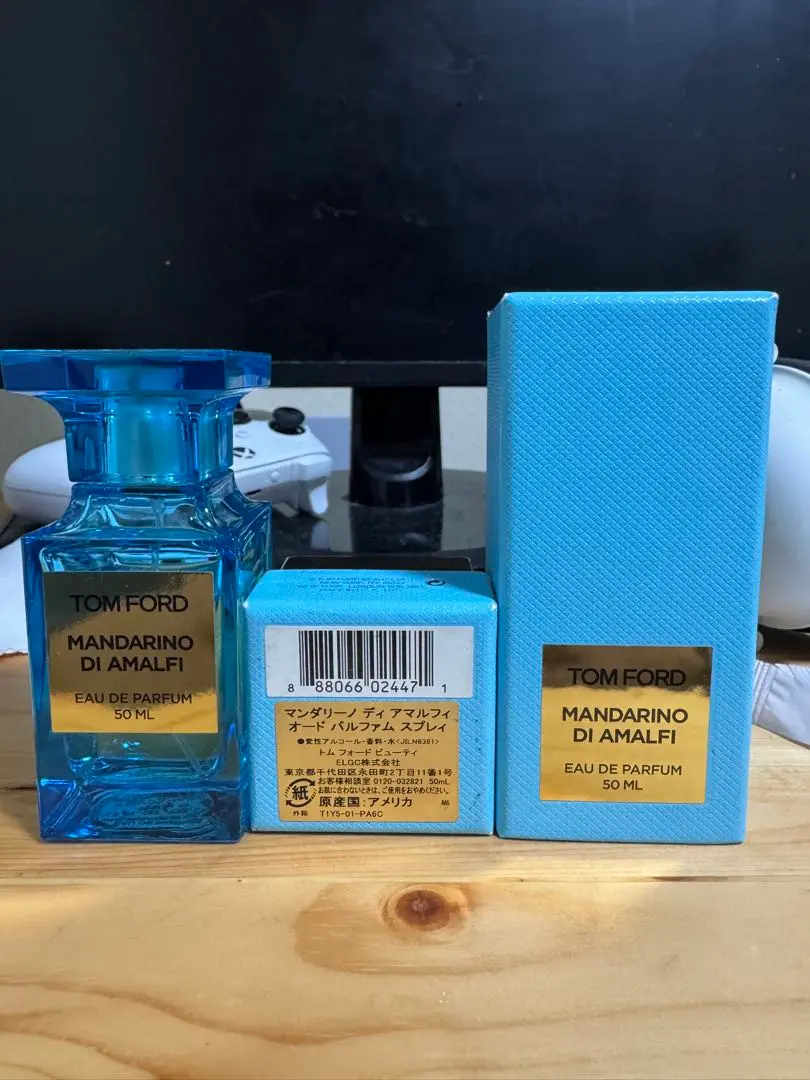 TOM FORD
MANDARINO
DI AMALFI
EAU DE PARFUM
50 ML
8 88066 02447 1
マンダリーノ ディ アマルフィ
オード パルファム スプレィ
●変性アルコール・香料・水<JILN6381>
トム フォード ビューティ
ELGC株式会社
東京都千代田区永田町2丁目11番1号
お客様相談室 0120-032821 50mL
お肌に合わないときは、ご使用をおやめください。
紙 原産国:アメリカ
外箱 T1Y5-01-PA6C
TOM FORD
MANDARINO
DI AMALFI
EAU DE PARFUM
50 ML